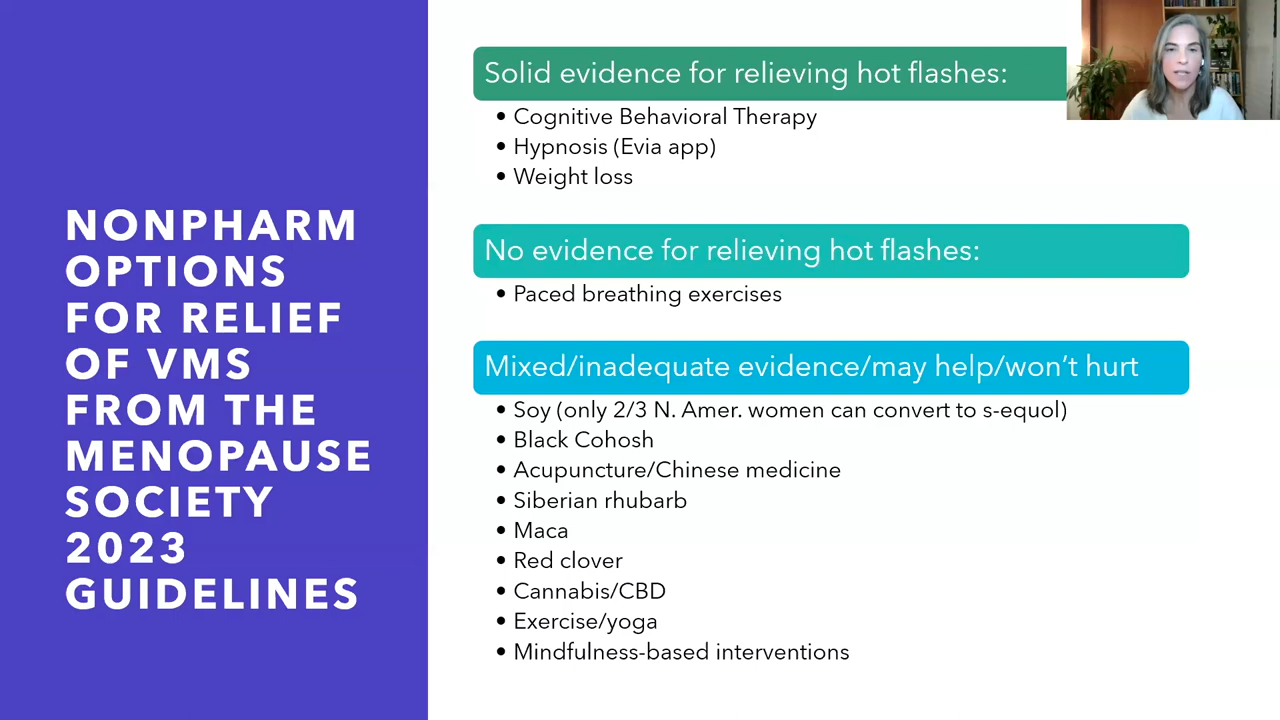 NONPHARM
OPTIONS
FOR RELIEF
OF VMS
FROM THE
MENOPAUSE
SOCIETY
2023
GUIDELINES
Solid evidence for relieving hot flashes:
• Cognitive Behavioral Therapy
• Hypnosis (Evia app)
• Weight loss
No evidence for relieving hot flashes:
• Paced breathing exercises
Mixed/inadequate evidence/may help/won’t hurt
• Soy (only 2/3 N. Amer. women can convert to s-equol)
• Black Cohosh
• Acupuncture/Chinese medicine
• Siberian rhubarb
• Maca
• Red clover
• Cannabis/CBD
• Exercise/yoga
• Mindfulness-based interventions